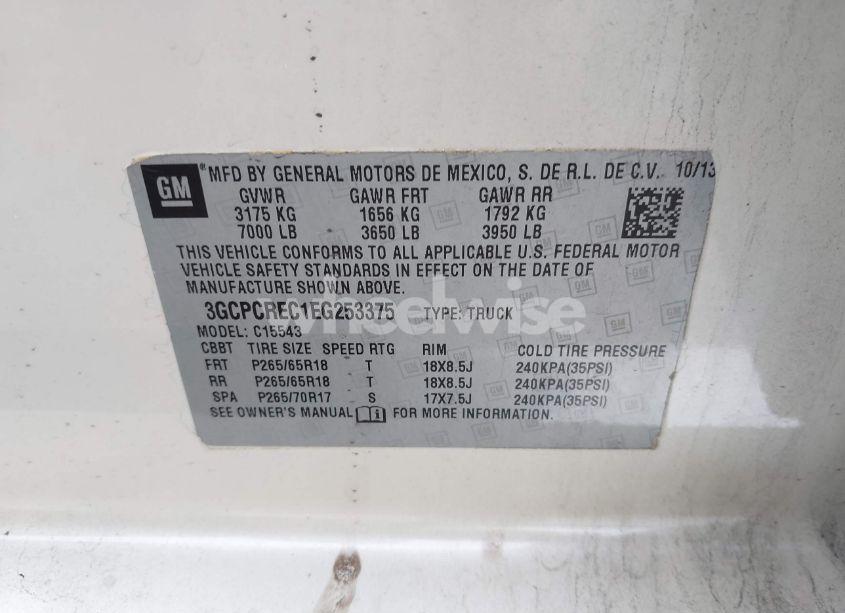 GM MFD BY GENERAL MOTORS DE MEXICO, S. DE R.L. DE C.V. 10/13
GVWR GAWR FRT GAWR RR
3175 KG 1656 KG 1792 KG
7000 LB 3650 LB 3950 LB
THIS VEHICLE CONFORMS TO ALL APPLICABLE U.S. FEDERAL MOTOR
VEHICLE SAFETY STANDARDS IN EFFECT ON THE DATE OF
MANUFACTURE SHOWN ABOVE.
3GCPCREC1EG253375 TYPE: TRUCK
MODEL: C15543
CBBT TIRE SIZE SPEED RTG RIM COLD TIRE PRESSURE
FRT P265/65R18 T 18X8.5J 240KPA(35PSI)
RR P265/65R18 T 18X8.5J 240KPA(35PSI)
SPA P265/70R17 S 17X7.5J 240KPA(35PSI)
SEE OWNER'S MANUAL FOR MORE INFORMATION.